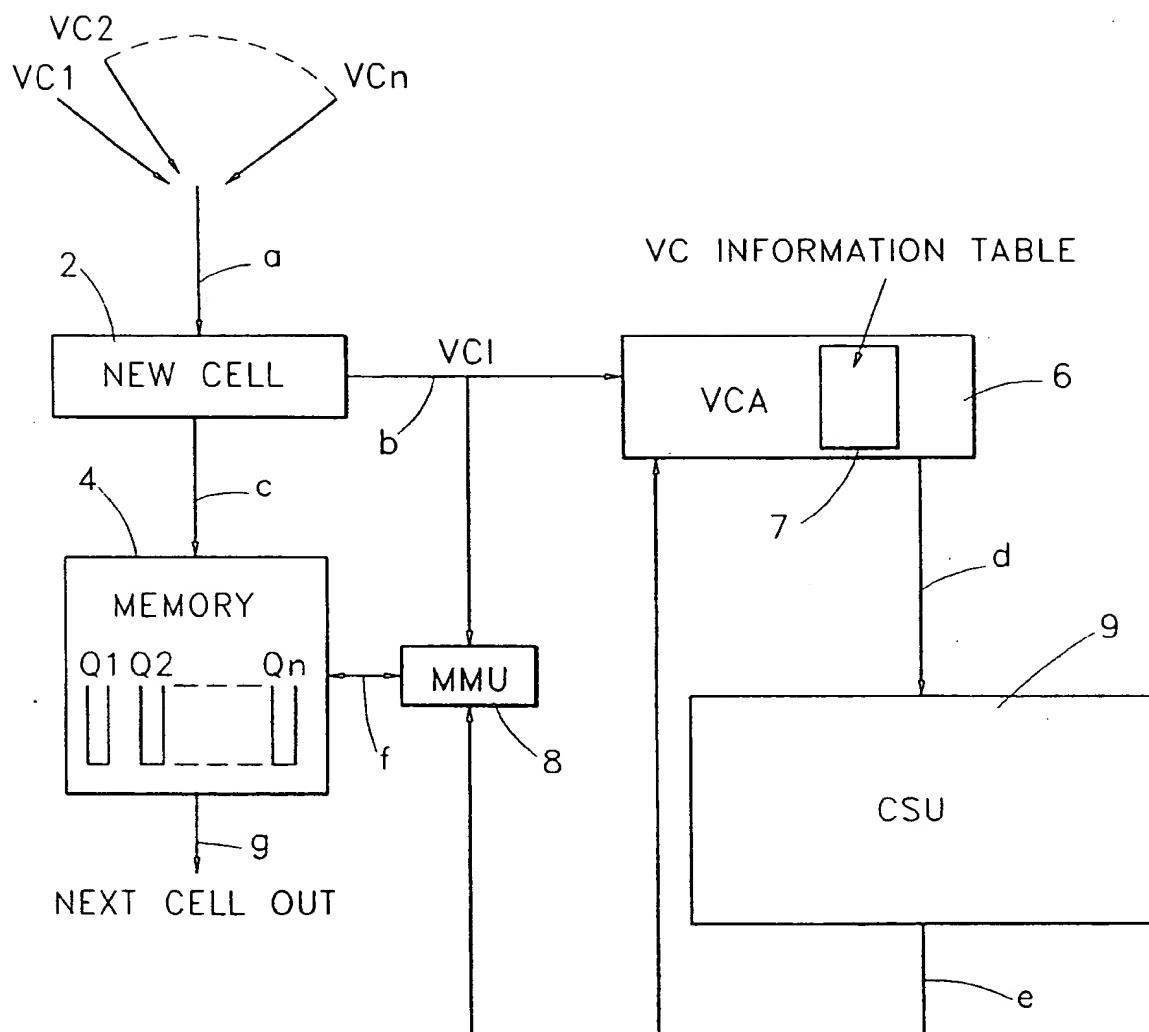 VC2
VC1
VCn
a
VC INFORMATION TABLE
2
NEW CELL
VCI
VCA
6
b
4
c
7
d
MEMORY
9
Q1 Q2 Qn
MMU
f
8
CSU
g
NEXT CELL OUT
e